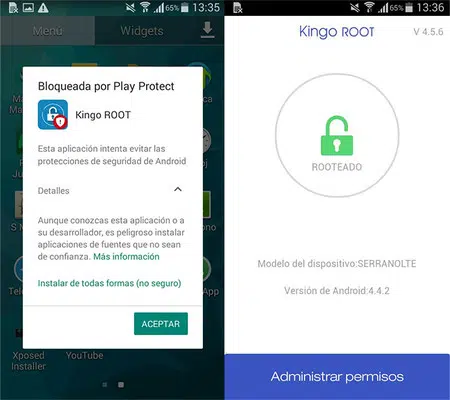 65% 13:35
Menú
Widgets
Bloqueada por Play Protect
Kingo ROOT
Esta aplicación intenta evitar las
protecciones de seguridad de Android
Detalles
Aunque conozcas esta aplicación o a
su desarrollador, es peligroso instalar
aplicaciones de fuentes que no sean
de confianza. Más información
Instalar de todas formas (no seguro)
ACEPTAR
Xposed
Installer
YouTube
65% 13:36
Kingo ROOT
V 4.5.6
ROOTEADO
Modelo del dispositivo:SERRANOLTE
Versión de Android:4.4.2
Administrar permisos